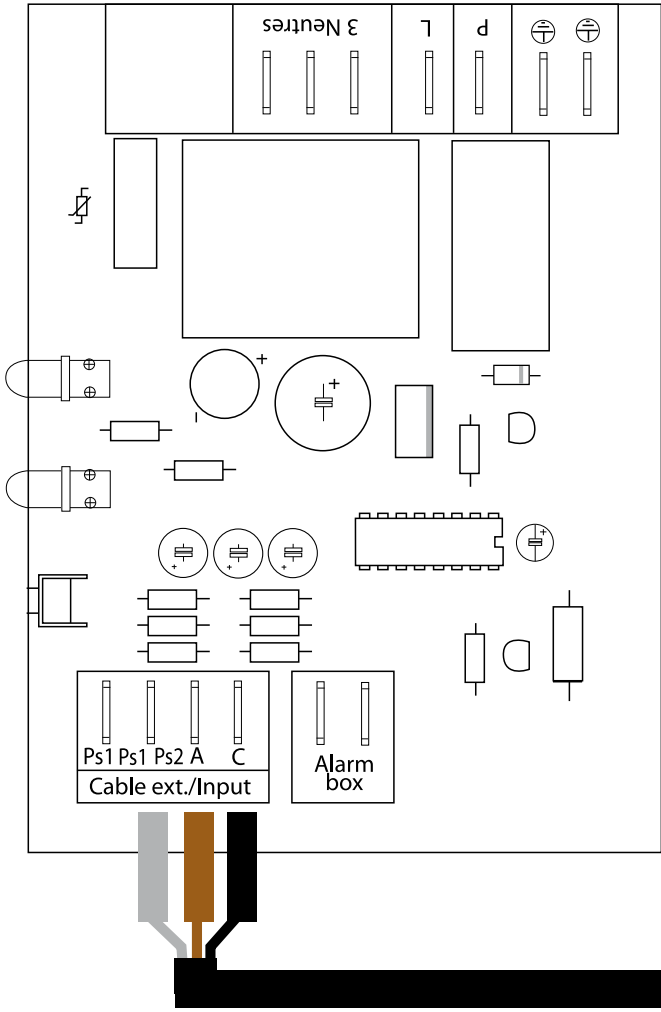 3 Neutres L P
+
-
+
+ + + +
Ps1 Ps1 Ps2 A C
Cable ext./Input
Alarm
box